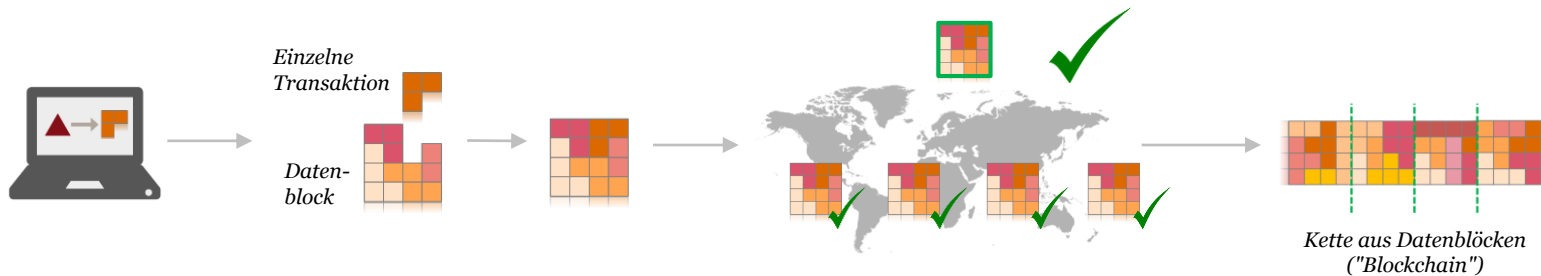 Einzelne
Transaktion
Daten-
block
Kette aus Datenblöcken
("Blockchain")